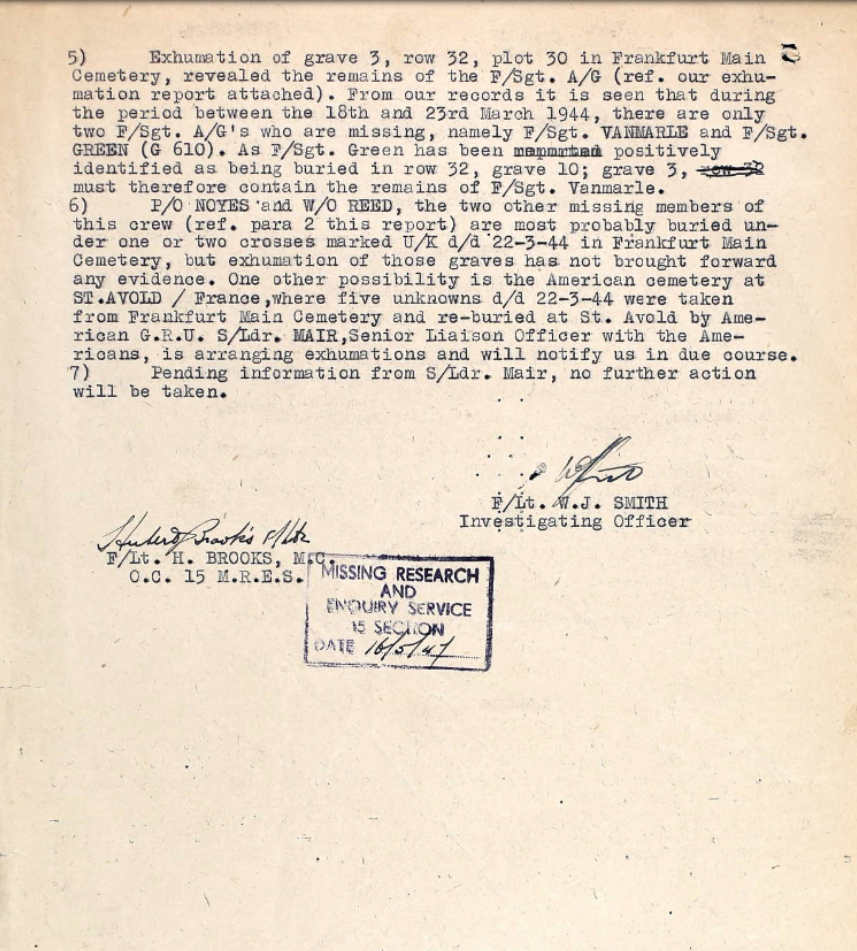 5) Exhumation of grave 3, row 32, plot 30 in Frankfurt Main
Cemetery, revealed the remains of the F/Sgt. A/G (ref. our exhu-
mation report attached). From our records it is seen that during
the period between the 18th and 23rd March 1944, there are only
two F/Sgt. A/G's who are missing, namely F/Sgt. VANMARLE and F/Sgt.
GREEN (G 610). As F/Sgt. Green has been positively
identified as being buried in row 32, grave 10; grave 3, row 32
must therefore contain the remains of F/Sgt. Vanmarle.
6) P/O NOYES and W/O REED, the two other missing members of
this crew (ref. para 2 this report) are most probably buried un-
der one or two crosses marked U/K d/d 22-3-44 in Frankfurt Main
Cemetery, but exhumation of those graves has not brought forward
any evidence. One other possibility is the American cemetery at
ST.AVOLD / France,where five unknowns d/d 22-3-44 were taken
from Frankfurt Main Cemetery and re-buried at St. Avold by Ame-
rican G.R.U. S/Ldr. MAIR,Senior Liaison Officer with the Ame-
ricans, is arranging exhumations and will notify us in due course.
7) Pending information from S/Ldr. Mair, no further action
will be taken.
F/Lt. W.J. SMITH
Investigating Officer
Hubert Brooks F/Lt
F/Lt. H. BROOKS, M.C.
O.C. 15 M.R.E.S.
MISSING RESEARCH
AND
ENQUIRY SERVICE
15 SECTION
DATE 16/5/47